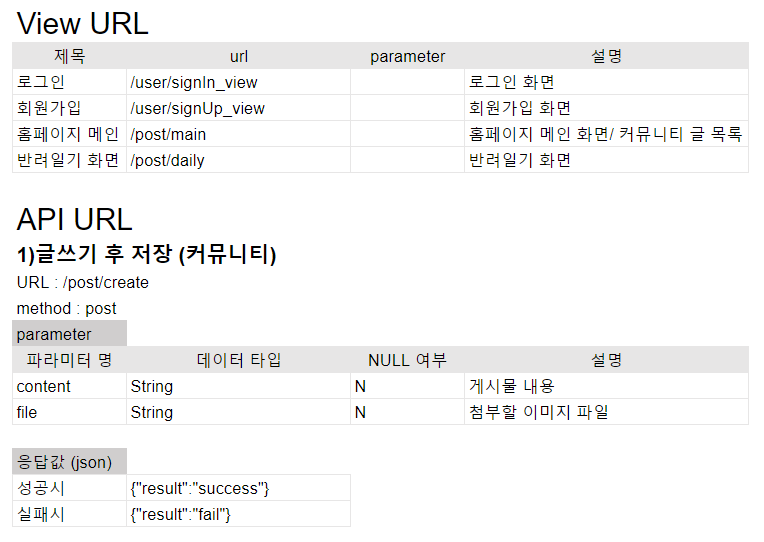 View URL
제목 url parameter 설명
로그인 /user/signIn_view 로그인 화면
회원가입 /user/signUp_view 회원가입 화면
홈페이지 메인 /post/main 홈페이지 메인 화면/ 커뮤니티 글 목록
반려일기 화면 /post/daily 반려일기 화면
API URL
1)글쓰기 후 저장 (커뮤니티)
URL : /post/create
method : post
parameter
파라미터 명 데이터 타입 NULL 여부 설명
content String N 게시물 내용
file String N 첨부할 이미지 파일
응답값 (json)
성공시 {"result":"success"}
실패시 {"result":"fail"}